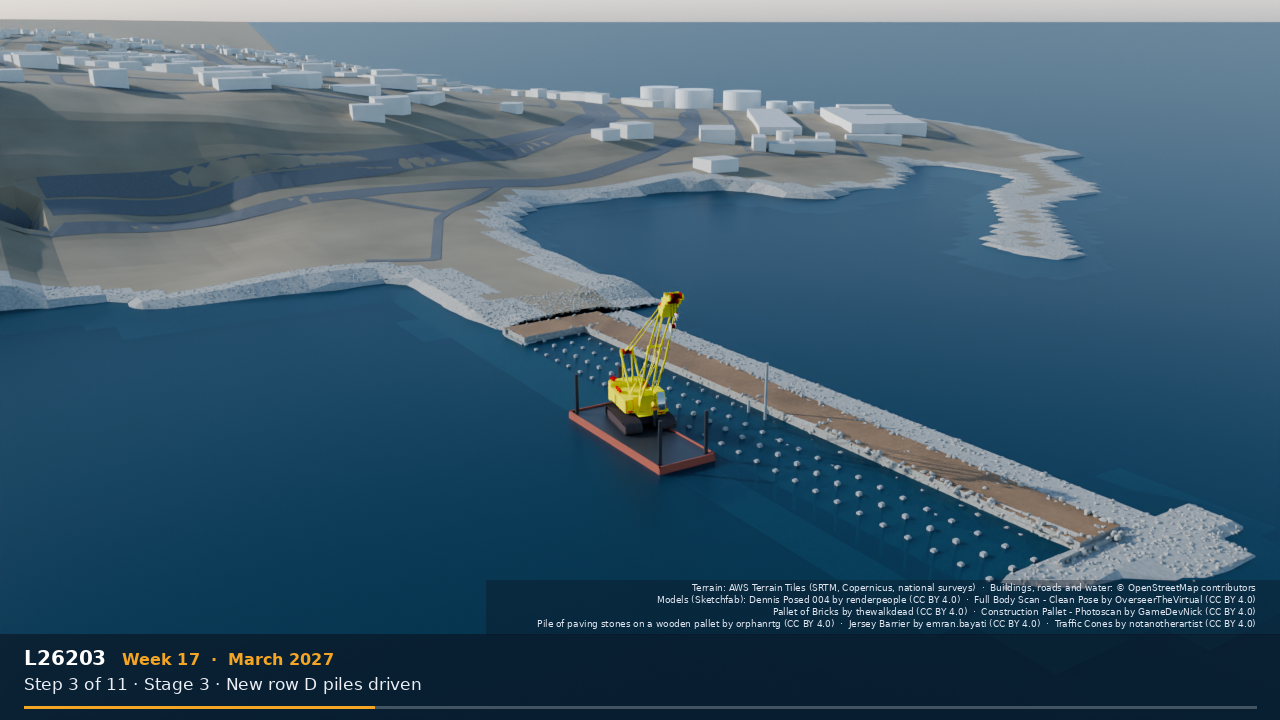 Terrain: AWS Terrain Tiles (SRTM, Copernicus, national surveys) · Buildings, roads and water: © OpenStreetMap contributors
Models (Sketchfab): Dennis Posed 004 by renderpeople (CC BY 4.0) · Full Body Scan - Clean Pose by OverseerTheVirtual (CC BY 4.0)
Pallet of Bricks by thewalkdead (CC BY 4.0) · Construction Pallet - Photoscan by GameDevNick (CC BY 4.0)
Pile of paving stones on a wooden pallet by orphanrtg (CC BY 4.0) · Jersey Barrier by emran.bayati (CC BY 4.0) · Traffic Cones by notanotherartist (CC BY 4.0)
L26203 Week 17 · March 2027
Step 3 of 11 · Stage 3 · New row D piles driven